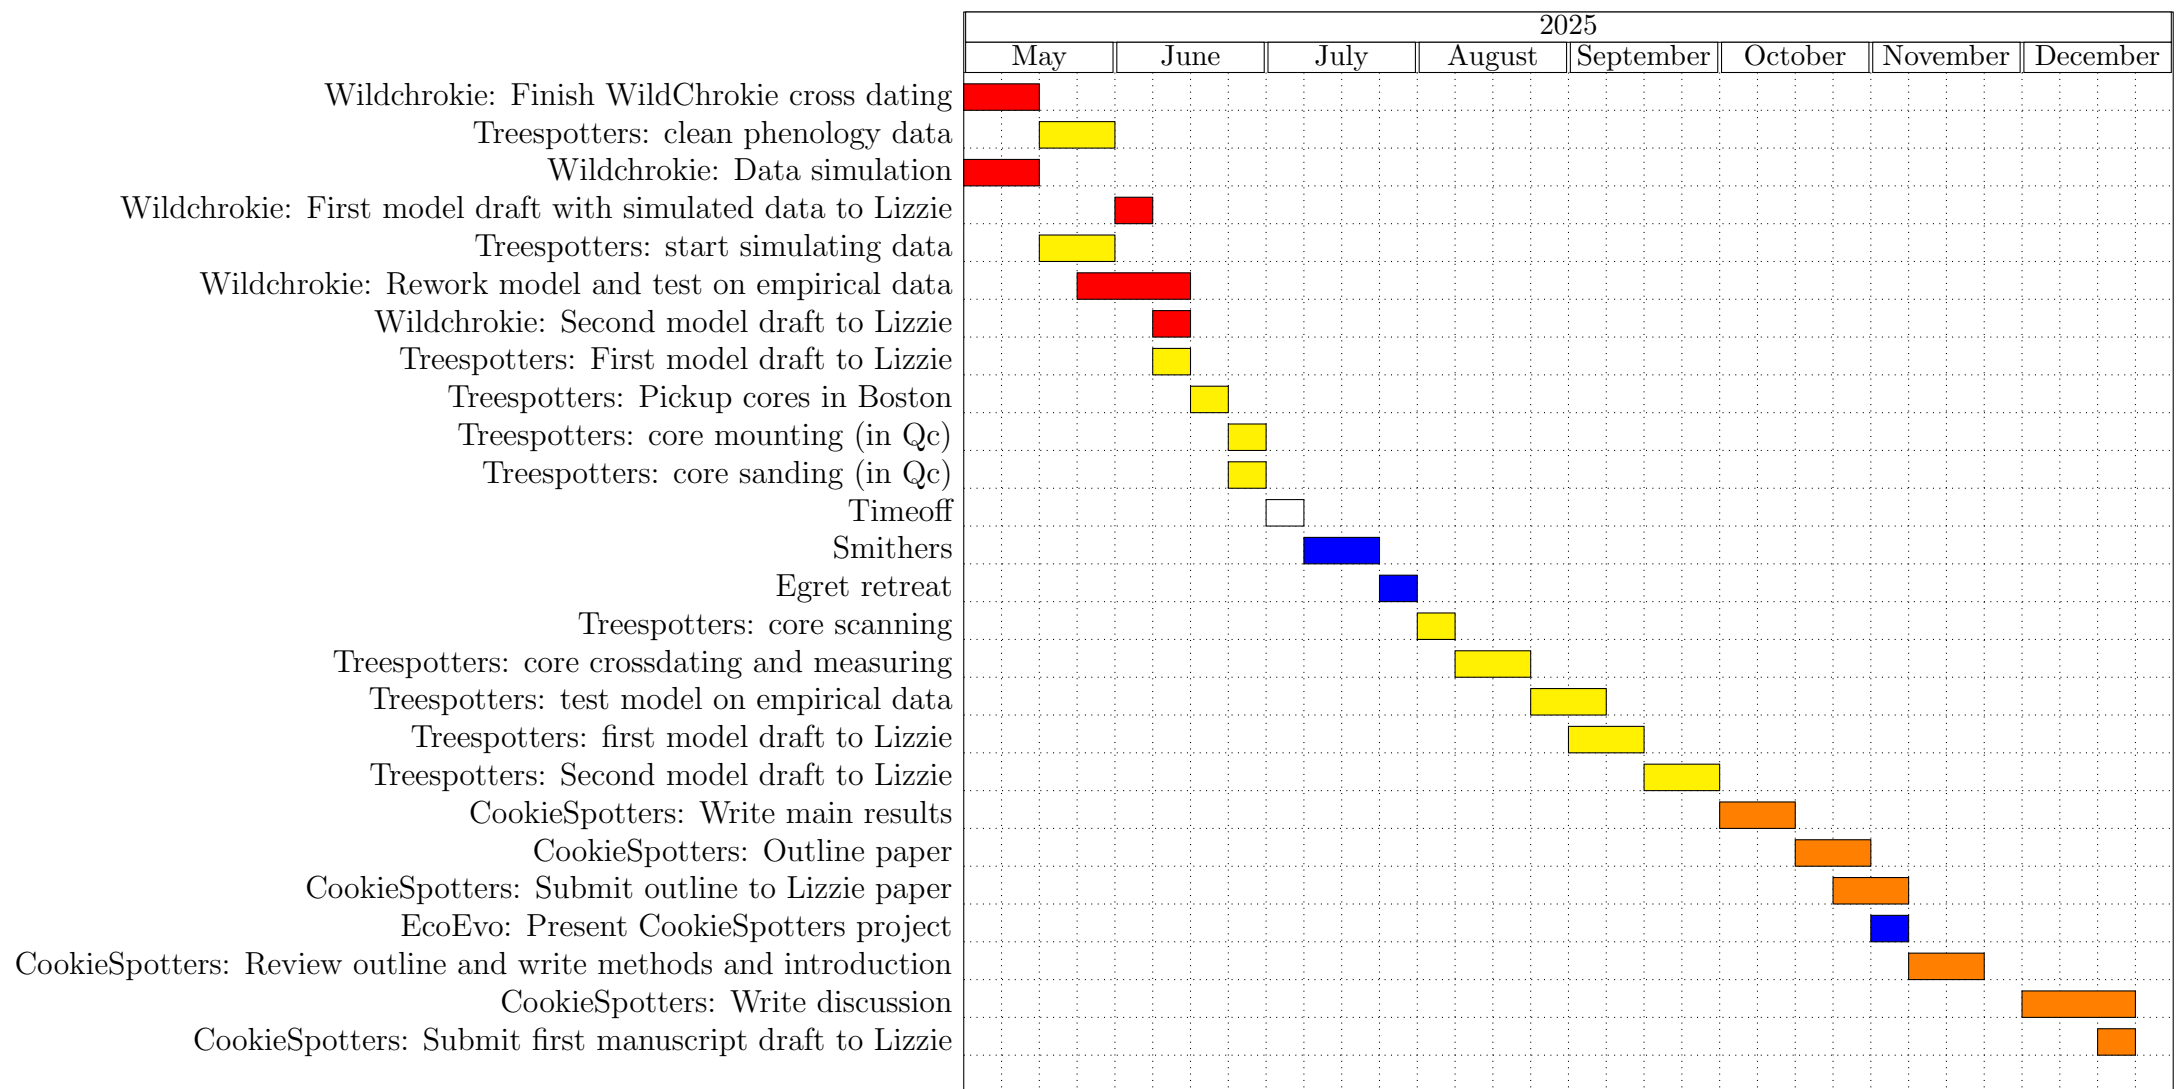 2025
May June July August September October November December
Wildchrokie: Finish WildChrokie cross dating
Treespotters: clean phenology data
Wildchrokie: Data simulation
Wildchrokie: First model draft with simulated data to Lizzie
Treespotters: start simulating data
Wildchrokie: Rework model and test on empirical data
Wildchrokie: Second model draft to Lizzie
Treespotters: First model draft to Lizzie
Treespotters: Pickup cores in Boston
Treespotters: core mounting (in Qc)
Treespotters: core sanding (in Qc)
Timeoff
Smithers
Egret retreat
Treespotters: core scanning
Treespotters: core crossdating and measuring
Treespotters: test model on empirical data
Treespotters: first model draft to Lizzie
Treespotters: Second model draft to Lizzie
CookieSpotters: Write main results
CookieSpotters: Outline paper
CookieSpotters: Submit outline to Lizzie paper
EcoEvo: Present CookieSpotters project
CookieSpotters: Review outline and write methods and introduction
CookieSpotters: Write discussion
CookieSpotters: Submit first manuscript draft to Lizzie